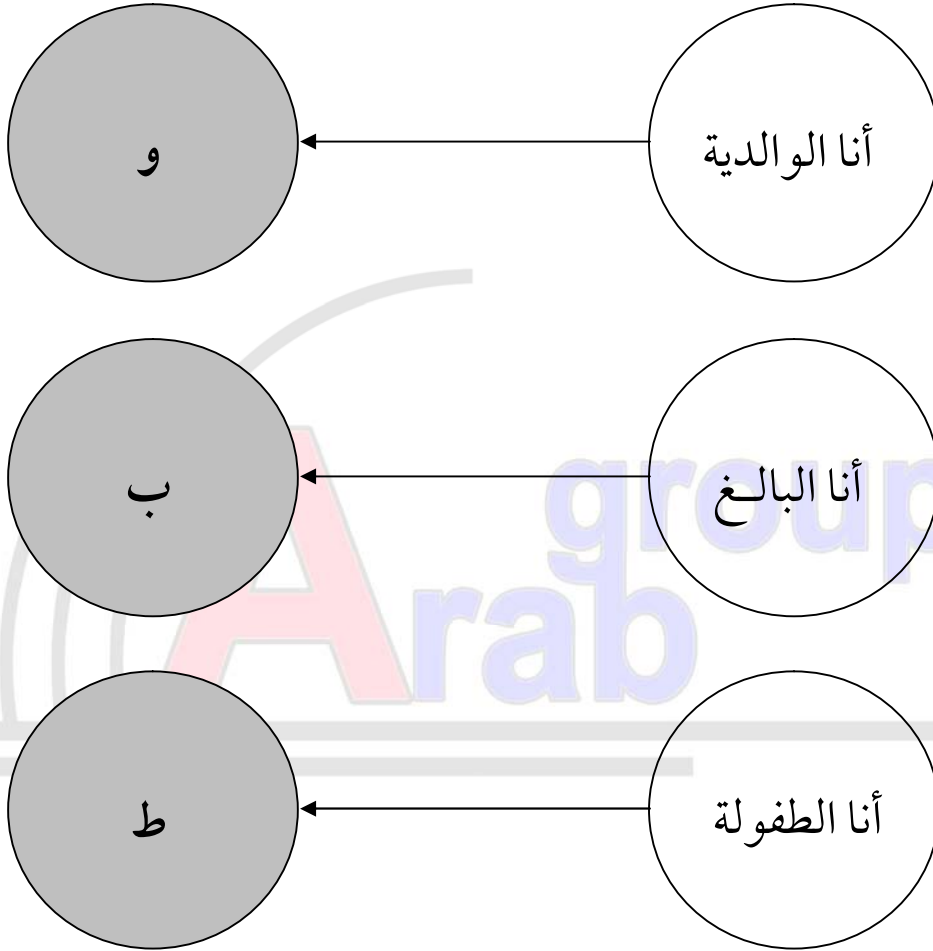 أنا الوالدية
و
أنا البالغ
ب
أنا الطفولة
ط
Arab group